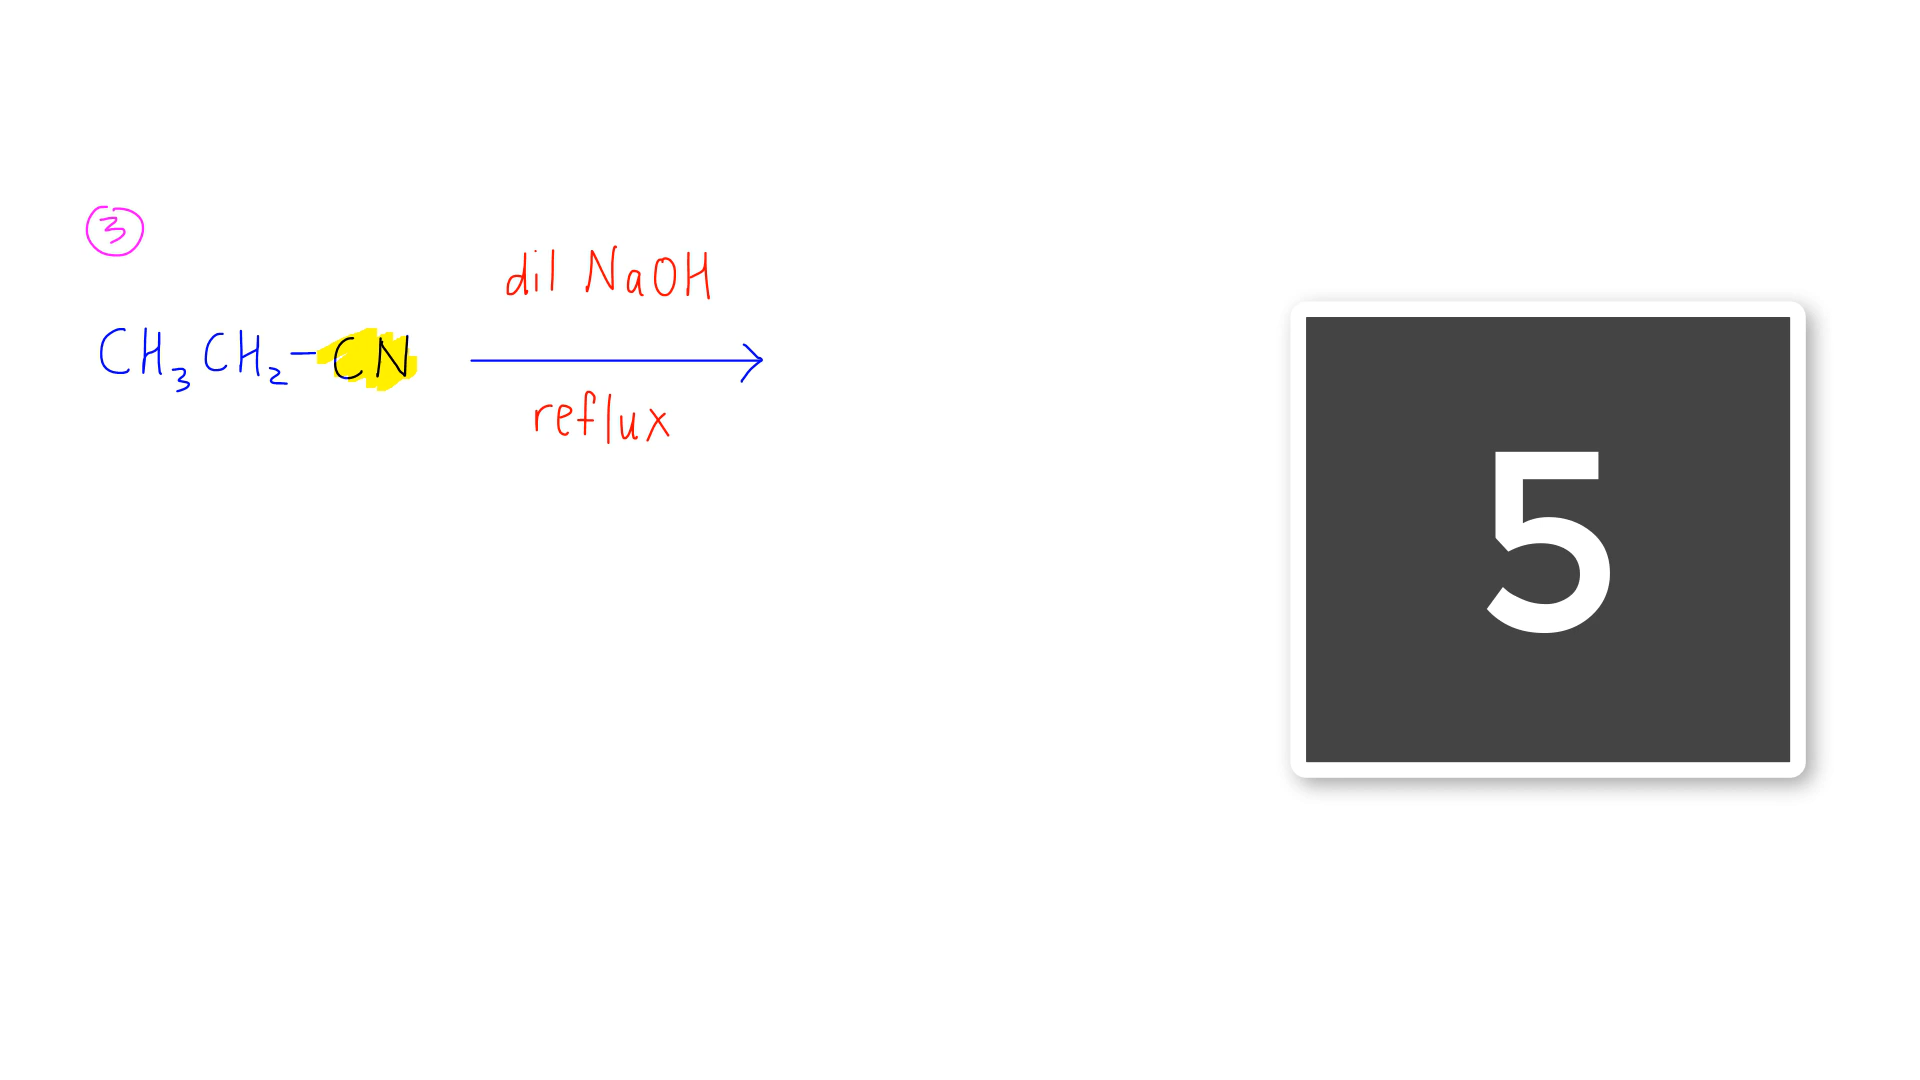 ③
dil NaOH
CH₃CH₂–CN
reflux
5